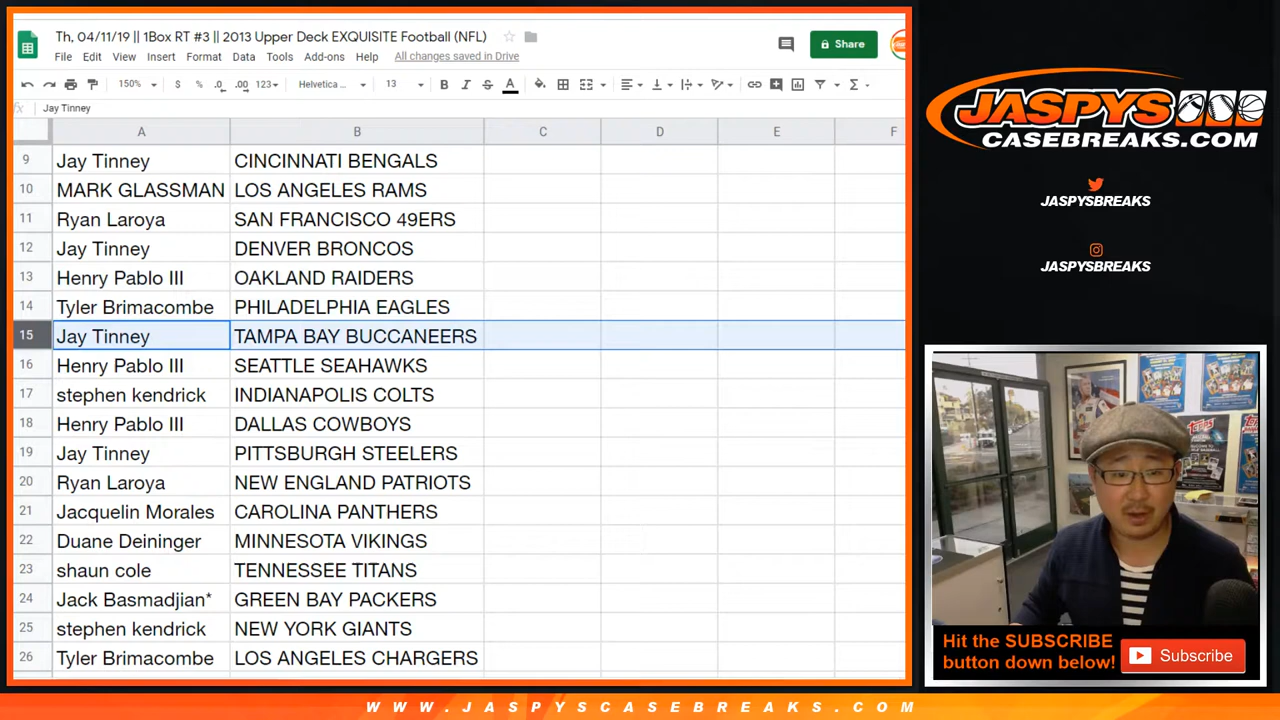 Th, 04/11/19 || 1Box RT #3 || 2013 Upper Deck EXQUISITE Football (NFL)
File Edit View Insert Format Data Tools Add-ons Help All changes saved in Drive
Share
150% $ % .0 .00 123 Helvetica ... 13 B I S A
fx Jay Tinney
A B C D E F
9 Jay Tinney CINCINNATI BENGALS
10 MARK GLASSMAN LOS ANGELES RAMS
11 Ryan Laroya SAN FRANCISCO 49ERS
12 Jay Tinney DENVER BRONCOS
13 Henry Pablo III OAKLAND RAIDERS
14 Tyler Brimacombe PHILADELPHIA EAGLES
15 Jay Tinney TAMPA BAY BUCCANEERS
16 Henry Pablo III SEATTLE SEAHAWKS
17 stephen kendrick INDIANAPOLIS COLTS
18 Henry Pablo III DALLAS COWBOYS
19 Jay Tinney PITTSBURGH STEELERS
20 Ryan Laroya NEW ENGLAND PATRIOTS
21 Jacquelin Morales CAROLINA PANTHERS
22 Duane Deininger MINNESOTA VIKINGS
23 shaun cole TENNESSEE TITANS
24 Jack Basmadjian* GREEN BAY PACKERS
25 stephen kendrick NEW YORK GIANTS
26 Tyler Brimacombe LOS ANGELES CHARGERS
JASPYS
CASEBREAKS.COM
JASPYSBREAKS
JASPYSBREAKS
TOPPS
Hit the SUBSCRIBE
button down below!
Subscribe
WWW.JASPYSCASEBREAKS.COM